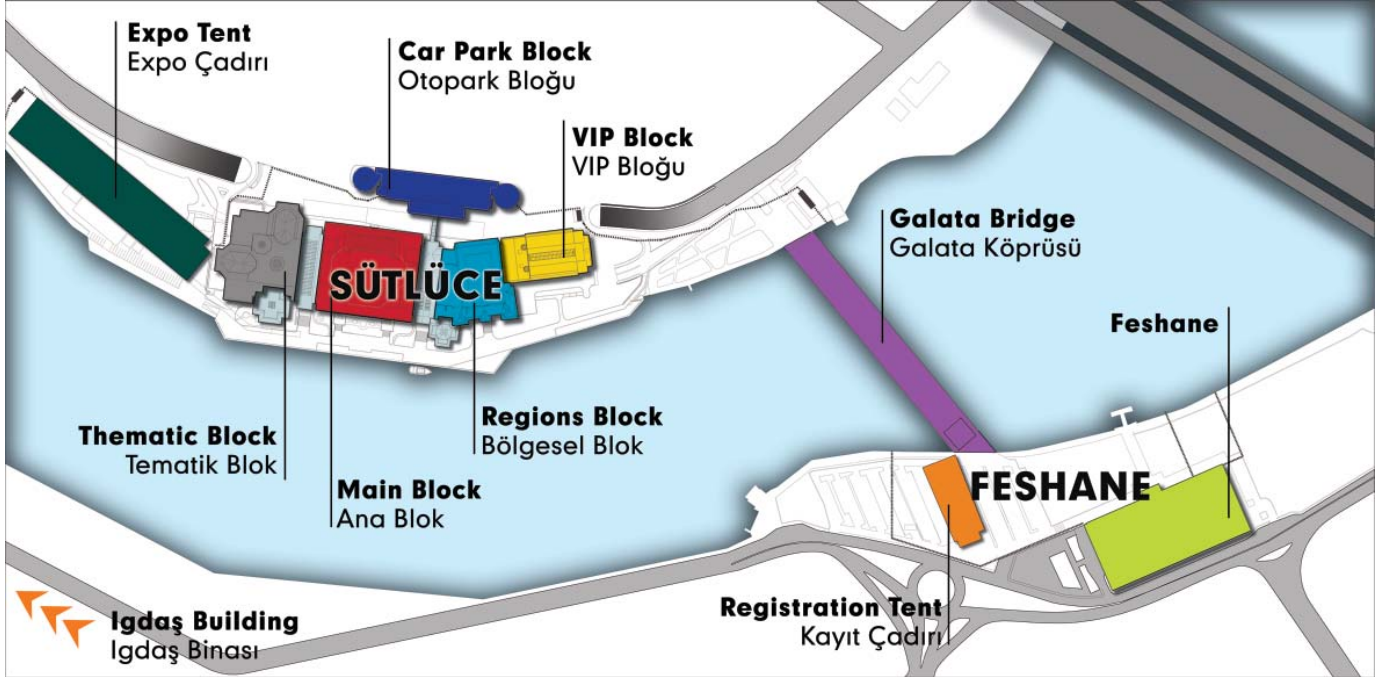 Expo Tent
Expo Çadırı
Car Park Block
Otopark Bloğu
VIP Block
VIP Bloğu
Galata Bridge
Galata Köprüsü
Feshane
SÜTLÜCE
Thematic Block
Tematik Blok
Regions Block
Bölgesel Blok
Main Block
Ana Blok
FESHANE
Registration Tent
Kayıt Çadırı
Igdaş Building
Igdaş Binası